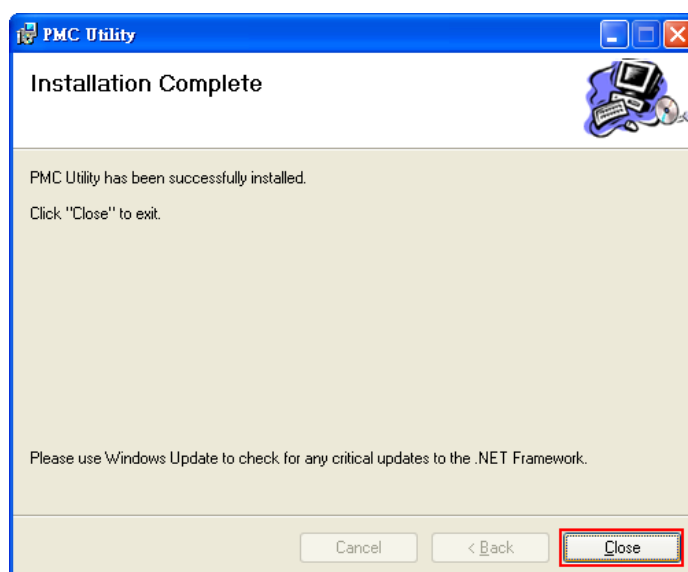 PMC Utility
Installation Complete
PMC Utility has been successfully installed.
Click "Close" to exit.
Please use Windows Update to check for any critical updates to the .NET Framework.
Cancel
< Back
Close